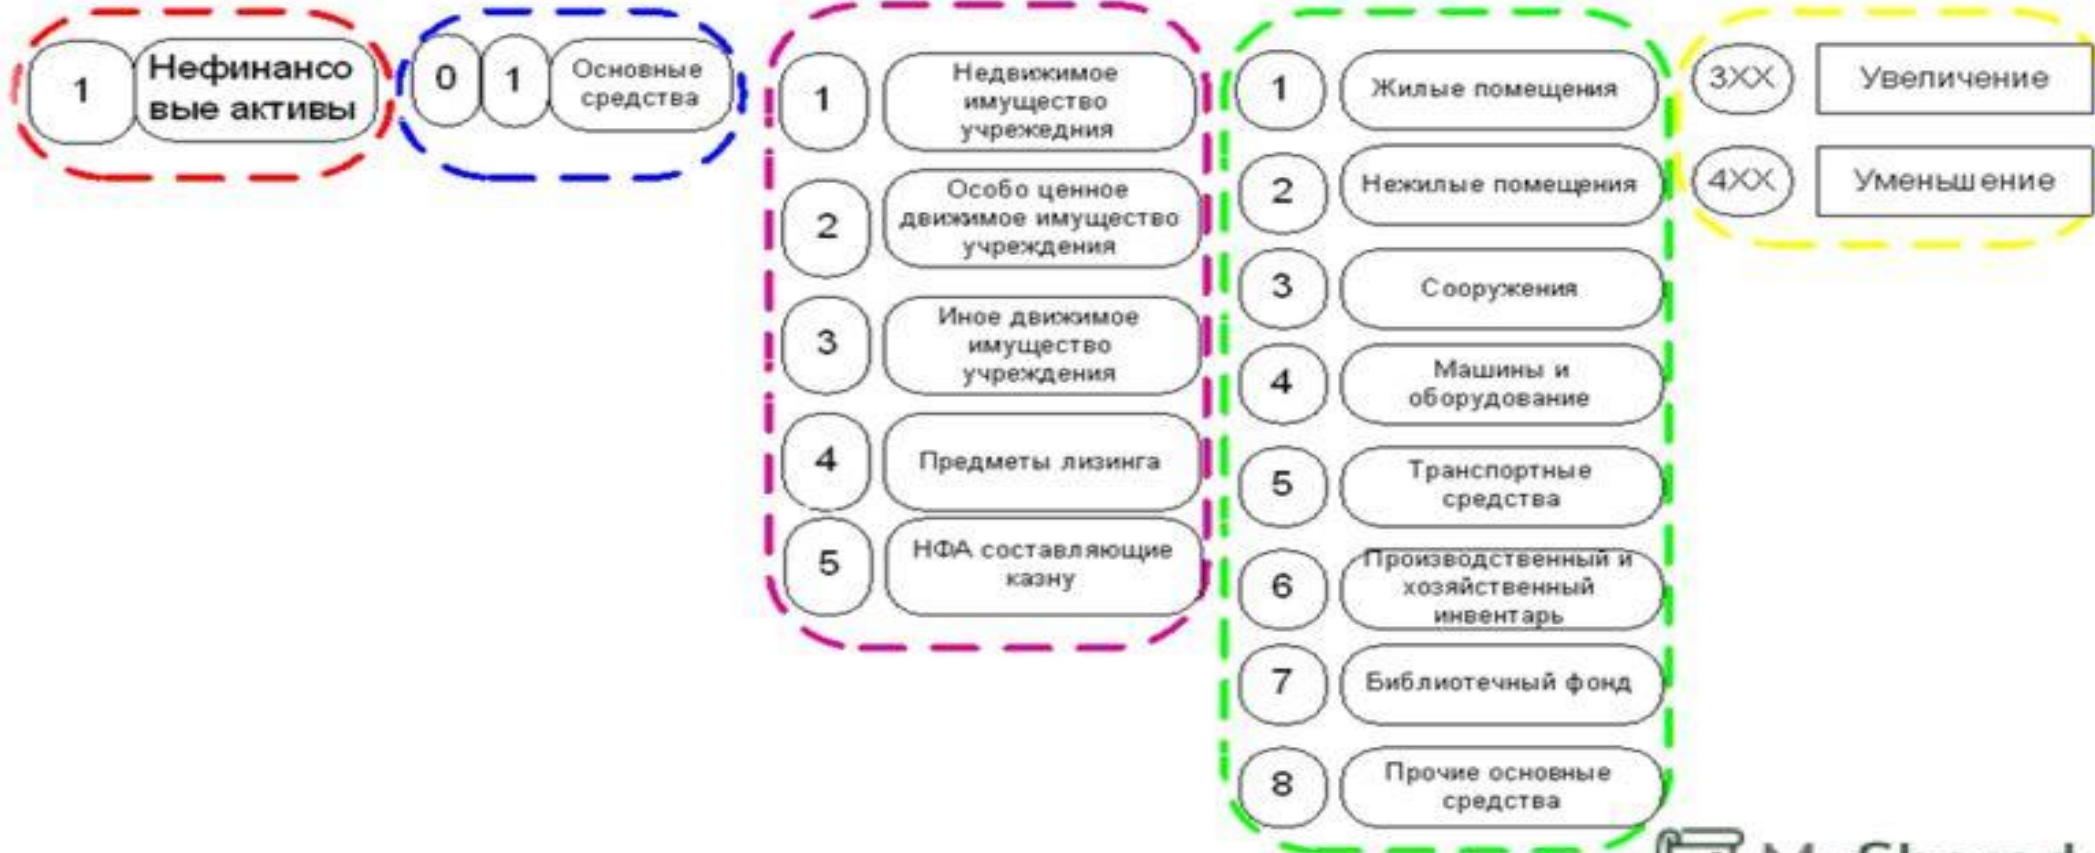 1
Нефинансо
вые активы
0
1
Основные
средства
1
Недвижимое
имущество
учрежедния
2
Особо ценное
движимое имущество
учреждения
3
Иное движимое
имущество
учреждения
4
Предметы лизинга
5
НФА составляющие
казну
1
Жилые помещения
2
Нежилые помещения
3
Сооружения
4
Машины и
оборудование
5
Транспортные
средства
6
Производственный и
хозяйственный
инвентарь
7
Библиотечный фонд
8
Прочие основные
средства
3XX
Увеличение
4XX
Уменьшение
MyShared